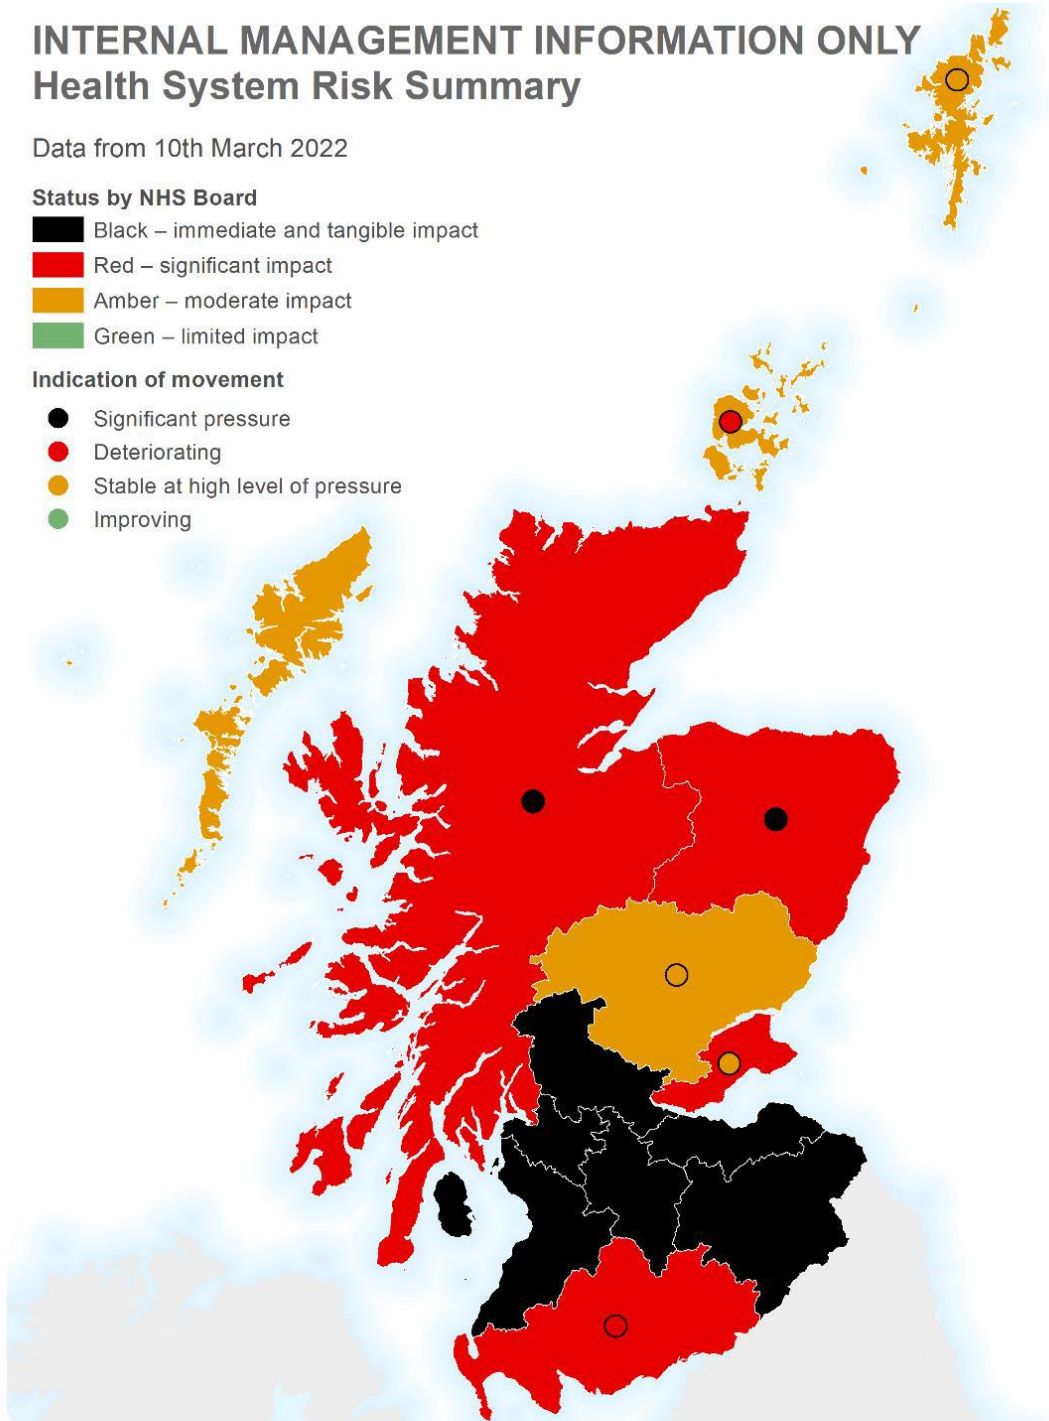 INTERNAL MANAGEMENT INFORMATION ONLY
Health System Risk Summary
Data from 10th March 2022
Status by NHS Board
Black – immediate and tangible impact
Red – significant impact
Amber – moderate impact
Green – limited impact
Indication of movement
Significant pressure
Deteriorating
Stable at high level of pressure
Improving